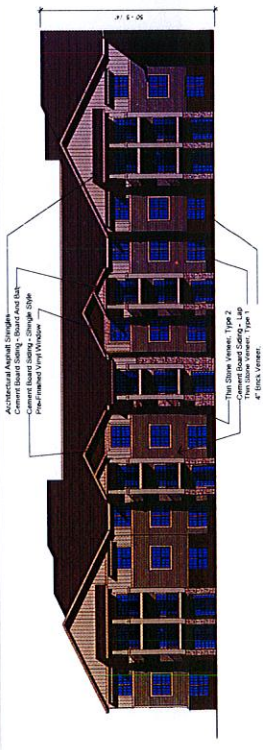 Architectural Asphalt Shingles
Cement Board Siding - Board And Bat
Cement Board Siding - Shingle Style
Pre-Finished Vinyl Window
Thin Stone Veneer, Type 2
Cement Board Siding - Lap
Thin Stone Veneer, Type 1
4" Brick Veneer.